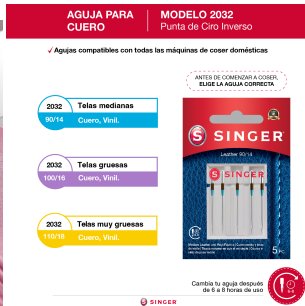 AGUJA PARA
CUERO
MODELO 2032
Punta de Ciro Inverso
✓ Agujas compatibles con todas las máquinas de coser domésticas
ANTES DE COMENZAR A COSER,
ELIGE LA AGUJA CORRECTA
2032
90/14
Telas medianas
Cuero, Vinil.
2032
100/16
Telas gruesas
Cuero, Vinil.
2032
110/18
Telas muy gruesas
Cuero, Vinil.
SINGER
Leather 90/14
5
Cambia tu aguja después
de 6 a 8 horas de uso
SINGER